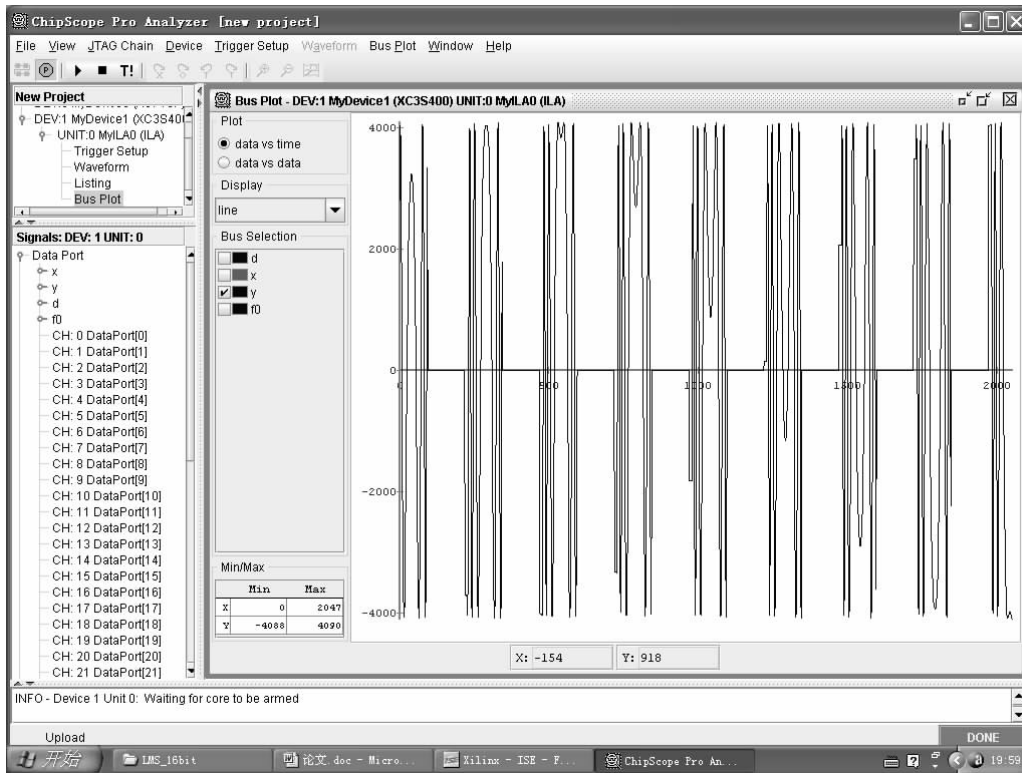 ChipScope Pro Analyzer [new project]
File View JTAG Chain Device Trigger Setup Waveform Bus Plot Window Help
T!
New Project
DEV:1 MyDevice1 (XC3S40
UNIT:0 MyILA0 (ILA)
Trigger Setup
Waveform
Listing
Bus Plot
Signals: DEV: 1 UNIT: 0
Data Port
x
y
d
f0
CH: 0 DataPort[0]
CH: 1 DataPort[1]
CH: 2 DataPort[2]
CH: 3 DataPort[3]
CH: 4 DataPort[4]
CH: 5 DataPort[5]
CH: 6 DataPort[6]
CH: 7 DataPort[7]
CH: 8 DataPort[8]
CH: 9 DataPort[9]
CH: 10 DataPort[10]
CH: 11 DataPort[11]
CH: 12 DataPort[12]
CH: 13 DataPort[13]
CH: 14 DataPort[14]
CH: 15 DataPort[15]
CH: 16 DataPort[16]
CH: 17 DataPort[17]
CH: 18 DataPort[18]
CH: 19 DataPort[19]
CH: 20 DataPort[20]
CH: 21 DataPort[21]
Bus Plot - DEV:1 MyDevice1 (XC3S400) UNIT:0 MyILA0 (ILA)
Plot
data vs time
data vs data
Display
line
Bus Selection
d
x
y
f0
Min/Max
Min Max
X 0 2047
Y -4088 4090
4000
2000
0
-2000
-4000
0 500 1000 1500 2000
X: -154 Y: 918
INFO - Device 1 Unit 0: Waiting for core to be armed
Upload DONE
开始 LMS_16bit 论文.doc - Micro... Xilinx - ISE - F... ChipScope Pro An... 19:59